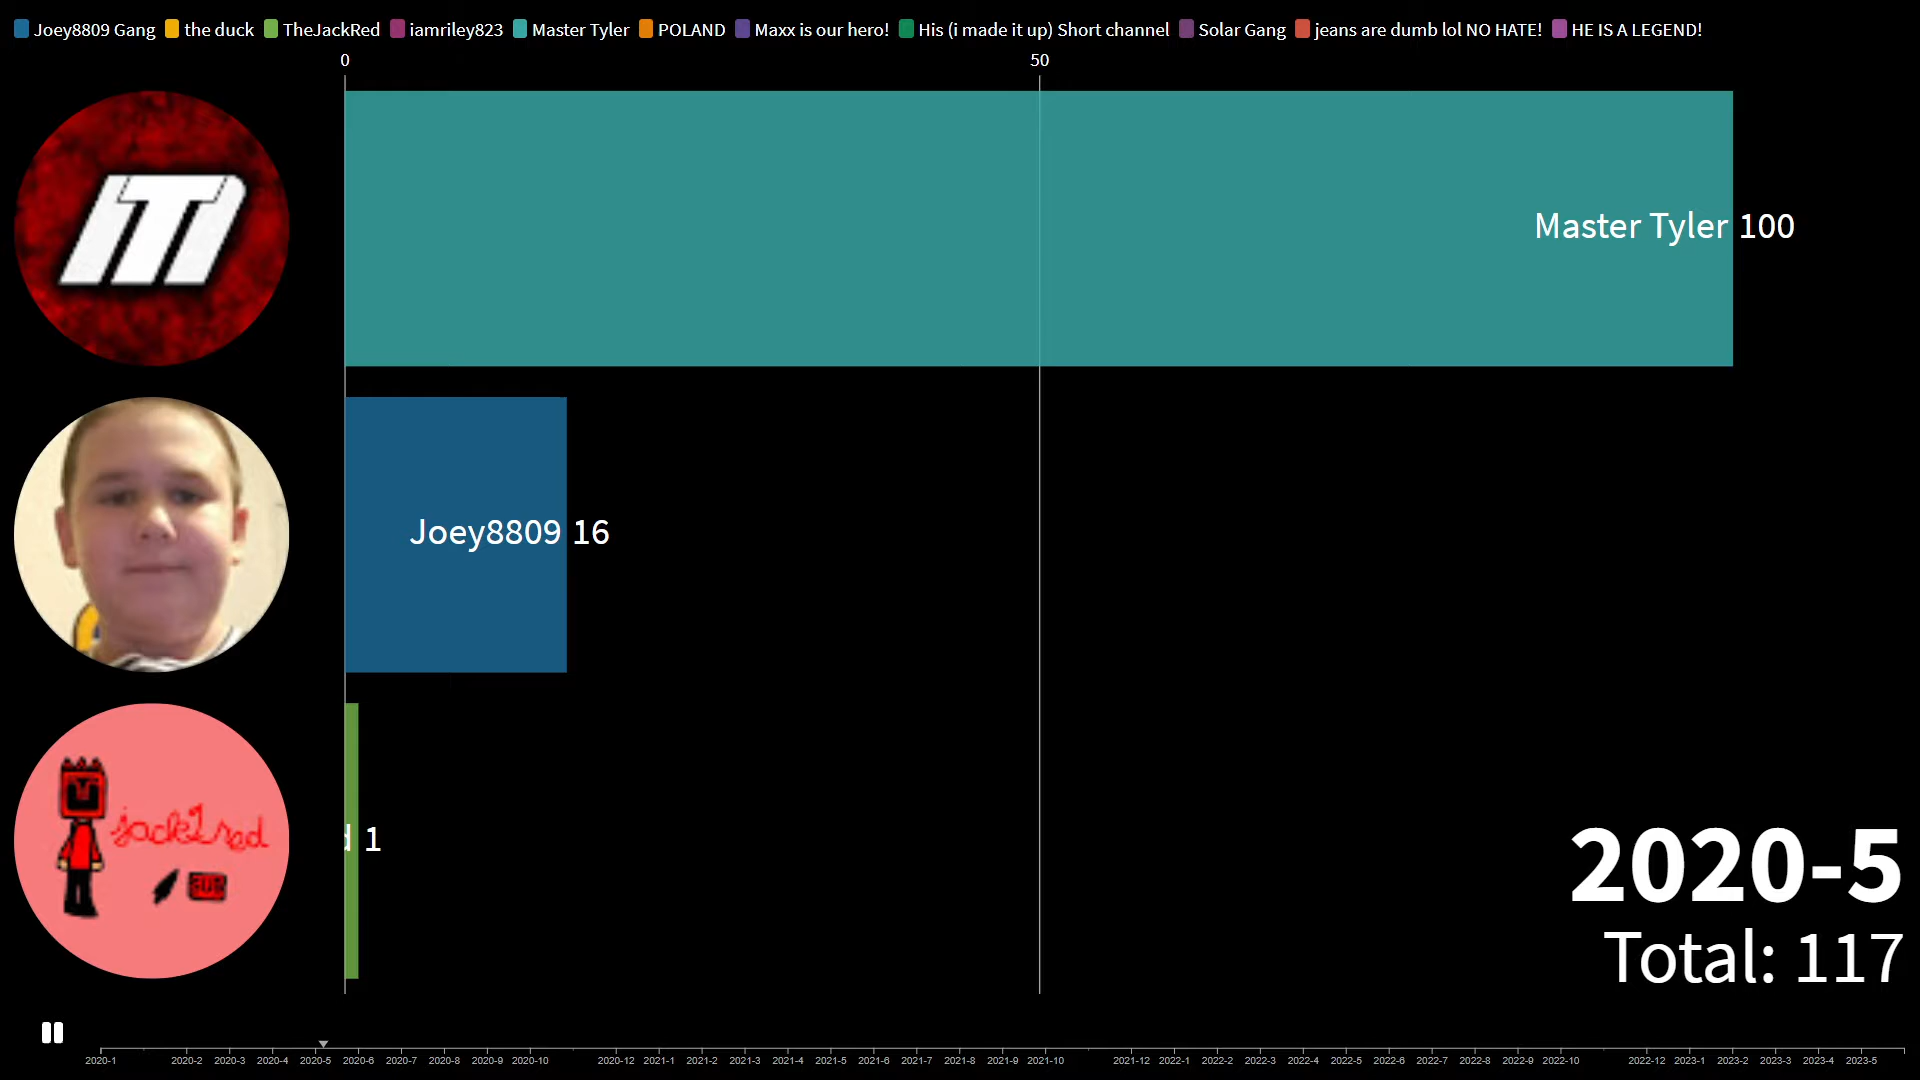 Joey8809 Gang the duck TheJackRed iamriley823 Master Tyler POLAND Maxx is our hero! His (i made it up) Short channel Solar Gang jeans are dumb lol NO HATE! HE IS A LEGEND!
0 50
Master Tyler 100
Joey8809 16
jack2red
SUB
d 1
2020-5
Total: 117
2020-1 2020-2 2020-3 2020-4 2020-5 2020-6 2020-7 2020-8 2020-9 2020-10 2020-12 2021-1 2021-2 2021-3 2021-4 2021-5 2021-6 2021-7 2021-8 2021-9 2021-10 2021-12 2022-1 2022-2 2022-3 2022-4 2022-5 2022-6 2022-7 2022-8 2022-9 2022-10 2022-12 2023-1 2023-2 2023-3 2023-4 2023-5